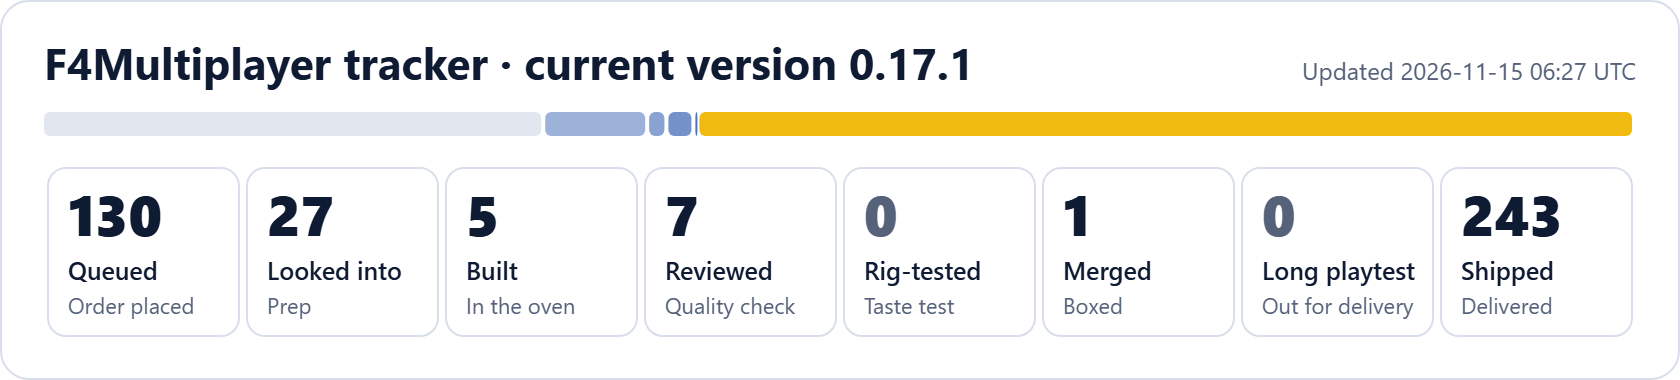 F4Multiplayer tracker · current version 0.17.1
Updated 2026-11-15 06:27 UTC
130
Queued
Order placed
27
Looked into
Prep
5
Built
In the oven
7
Reviewed
Quality check
0
Rig-tested
Taste test
1
Merged
Boxed
0
Long playtest
Out for delivery
243
Shipped
Delivered